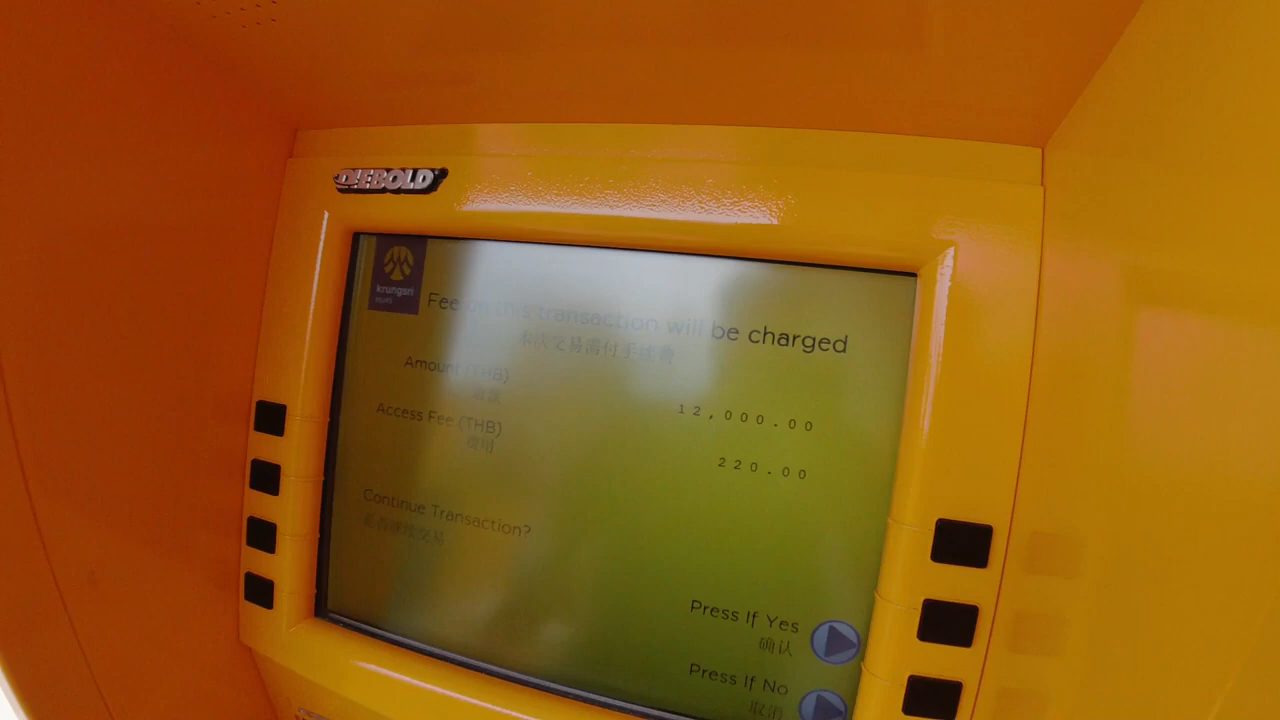 DIEBOLD
krungsri
Fee on this transaction will be charged
本次交易需付手续费
Amount (THB)
12,000.00
Access Fee (THB)
费用
220.00
Continue Transaction?
是否继续交易
Press If Yes
确认
Press If No
取消